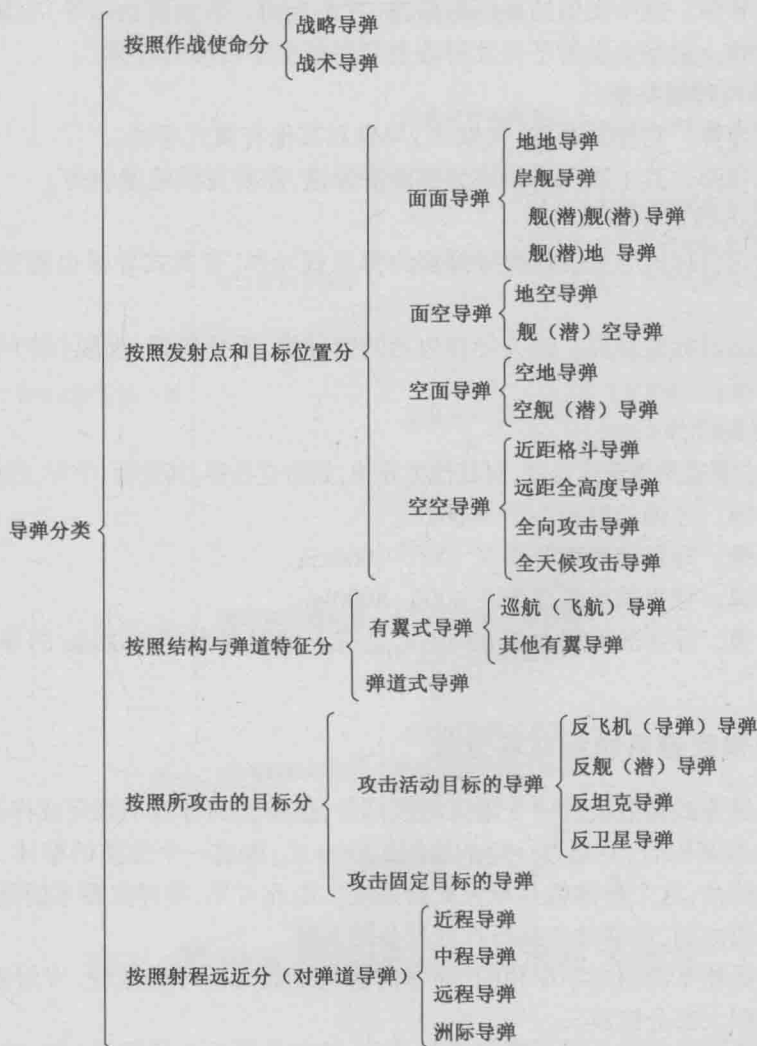 导弹分类
按照作战使命分
战略导弹
战术导弹
按照发射点和目标位置分
面面导弹
地地导弹
岸舰导弹
舰(潜)舰(潜)导弹
舰(潜)地 导弹
面空导弹
地空导弹
舰（潜）空导弹
空面导弹
空地导弹
空舰（潜）导弹
空空导弹
近距格斗导弹
远距全高度导弹
全向攻击导弹
全天候攻击导弹
按照结构与弹道特征分
有翼式导弹
巡航（飞航）导弹
其他有翼导弹
弹道式导弹
按照所攻击的目标分
攻击活动目标的导弹
反飞机（导弹）导弹
反舰（潜）导弹
反坦克导弹
反卫星导弹
攻击固定目标的导弹
按照射程远近分（对弹道导弹）
近程导弹
中程导弹
远程导弹
洲际导弹